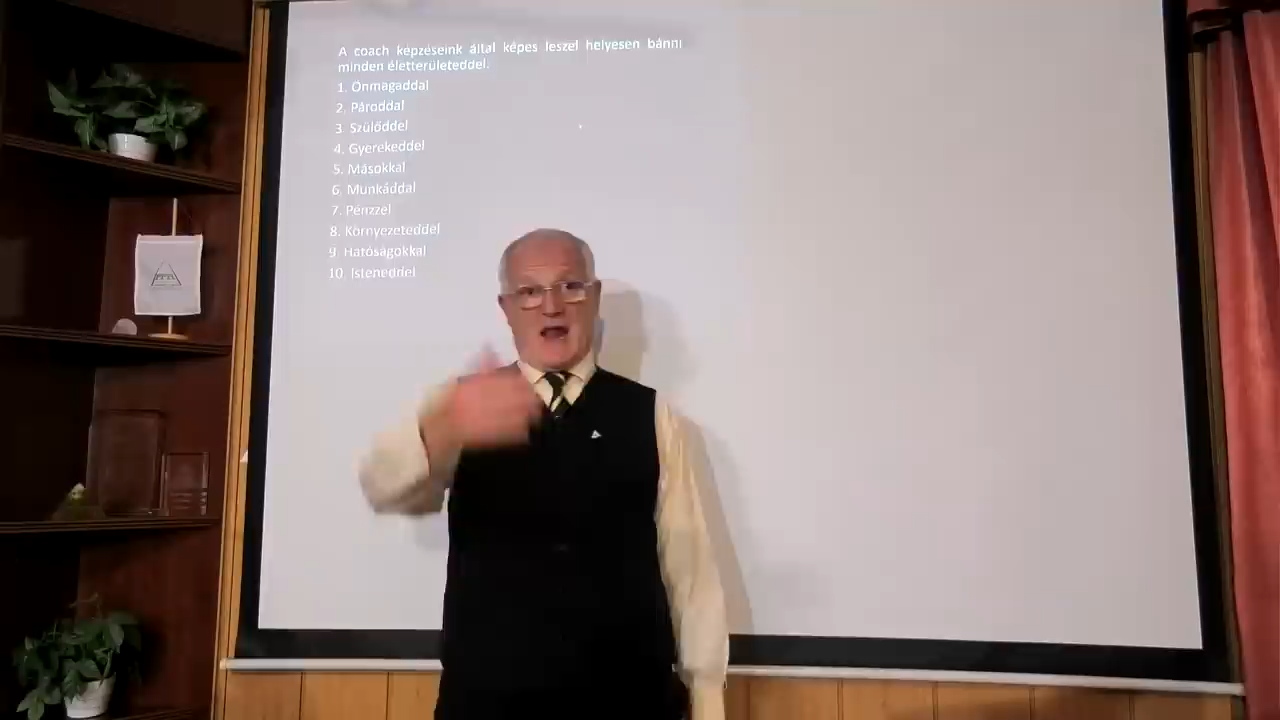 A coach képzéseink által képes leszel helyesen bánni
minden életterületeddel.
1. Önmagaddal
2. Pároddal
3. Szülőddel
4. Gyerekeddel
5. Másokkal
6. Munkáddal
7. Pénzzel
8. Környezeteddel
9. Hatóságokkal
10. Isteneddel